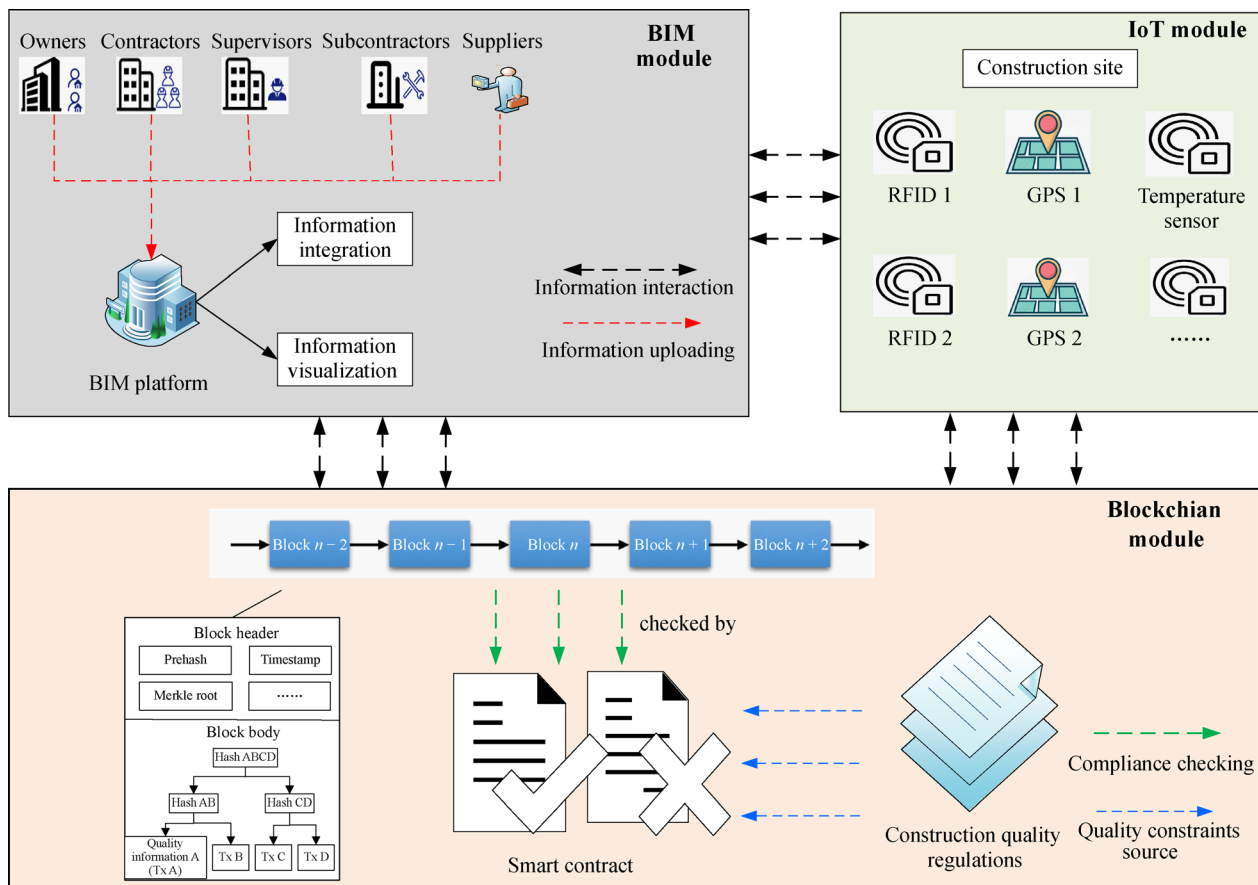 Owners Contractors Supervisors Subcontractors Suppliers
BIM
module
Information
integration
Information interaction
Information uploading
Information
visualization
BIM platform
IoT module
Construction site
RFID 1
GPS 1
Temperature
sensor
RFID 2
GPS 2
......
Blockchian
module
Block n − 2
Block n − 1
Block n
Block n + 1
Block n + 2
checked by
Block header
Prehash
Timestamp
Merkle root
......
Block body
Hash ABCD
Hash AB
Hash CD
Quality
information A
(Tx A)
Tx B
Tx C
Tx D
Smart contract
Construction quality
regulations
Compliance checking
Quality constraints
source